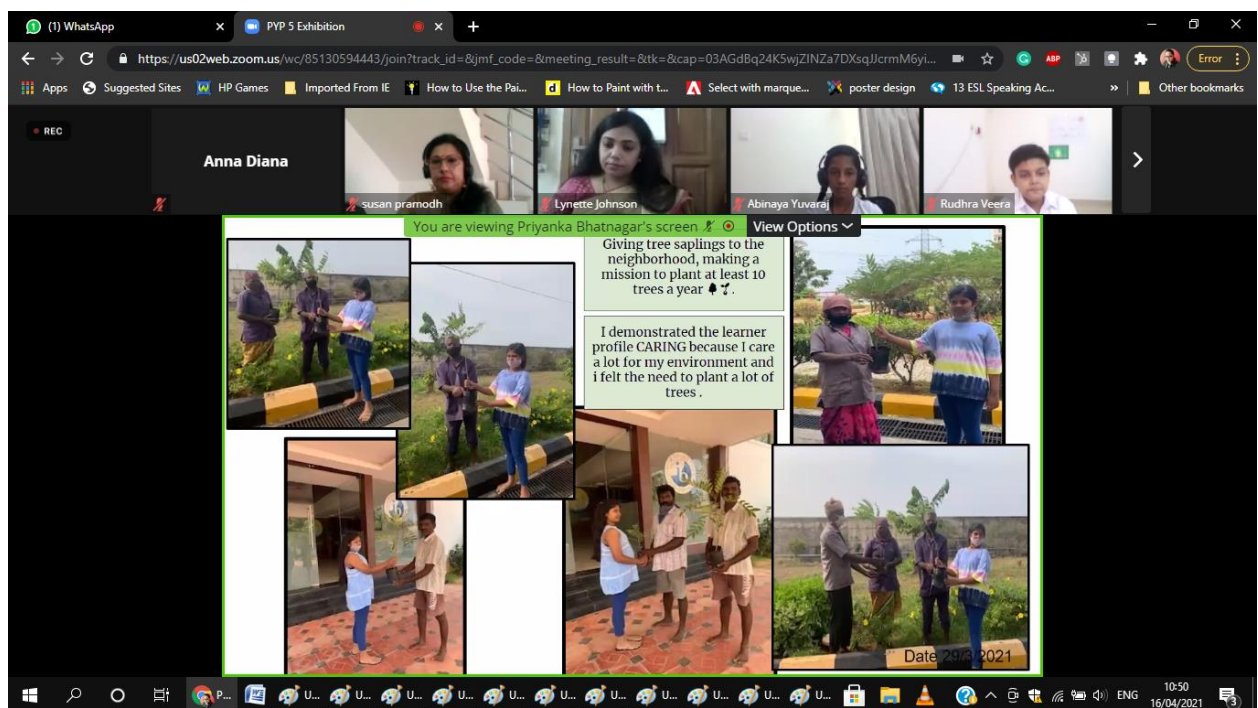 (1) WhatsApp
PYP 5 Exhibition
https://us02web.zoom.us/wc/85130594443/join?track_id=&jmf_code=&meeting_result=&tk=&cap=03AGdBq24K5wjZINZa7DXsqJJcrmM6yi...
ABP
Error
Apps
Suggested Sites
HP Games
Imported From IE
How to Use the Pai...
How to Paint with t...
Select with marque...
poster design
13 ESL Speaking Ac...
»
Other bookmarks
REC
Anna Diana
susan pramodh
Lynette Johnson
Abinaya Yuvaraj
Rudhra Veera
You are viewing Priyanka Bhatnagar's screen
View Options
Giving tree saplings to the
neighborhood, making a
mission to plant at least 10
trees a year
I demonstrated the learner
profile CARING because I care
a lot for my environment and
i felt the need to plant a lot of
trees .
Date 29/3/2021
P...
U...
U...
U...
U...
U...
U...
U...
U...
U...
U...
U...
ENG
10:50
16/04/2021
3